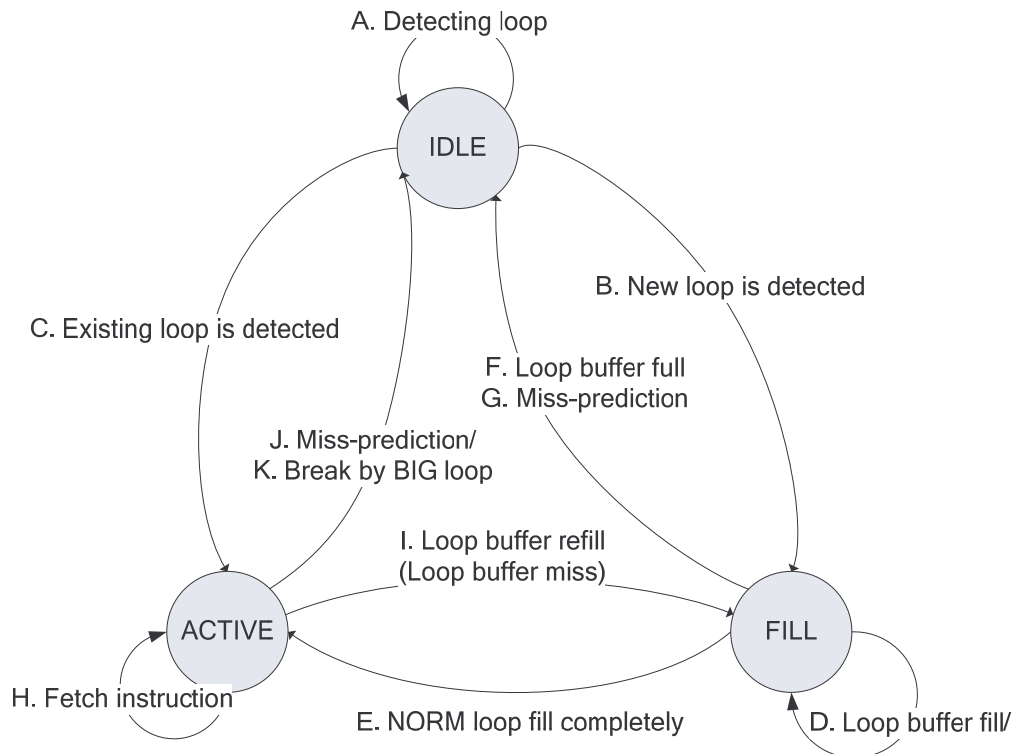 A. Detecting loop
IDLE
B. New loop is detected
C. Existing loop is detected
F. Loop buffer full
G. Miss-prediction
J. Miss-prediction/
K. Break by BIG loop
I. Loop buffer refill
(Loop buffer miss)
ACTIVE
FILL
H. Fetch instruction
E. NORM loop fill completely
D. Loop buffer fill/